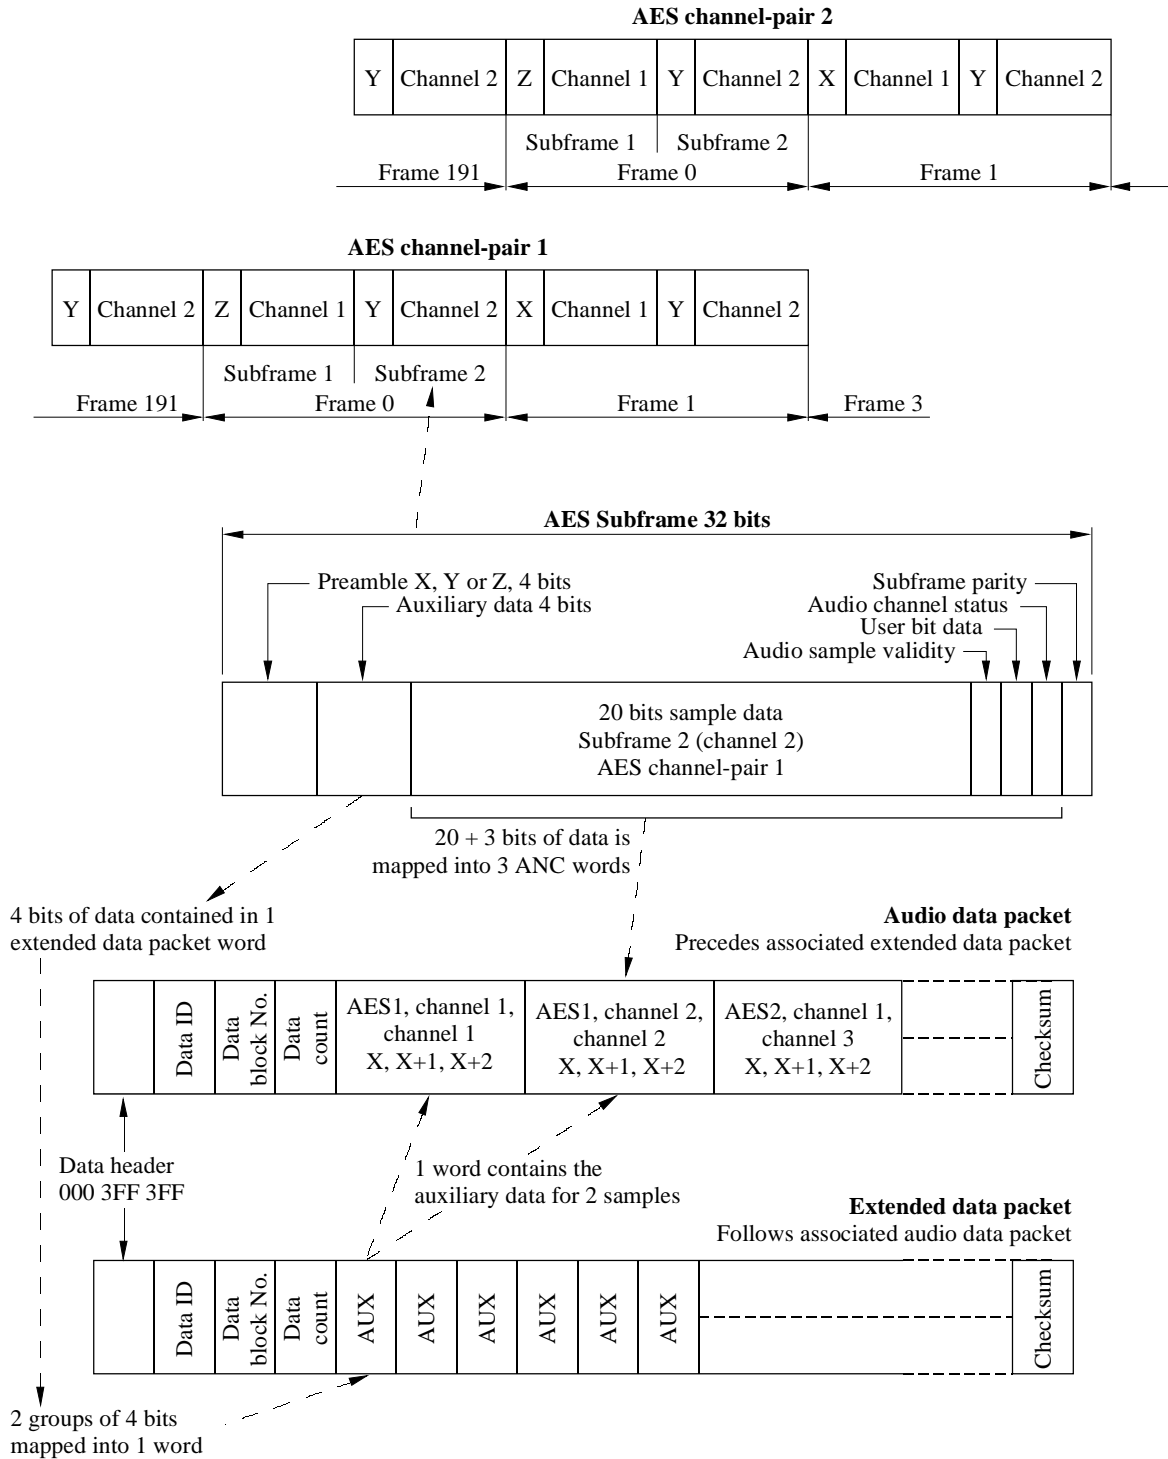 AES channel-pair 2
Y Channel 2 Z Channel 1 Y Channel 2 X Channel 1 Y Channel 2
Subframe 1 Subframe 2
Frame 191 Frame 0 Frame 1
AES channel-pair 1
Y Channel 2 Z Channel 1 Y Channel 2 X Channel 1 Y Channel 2
Subframe 1 Subframe 2
Frame 191 Frame 0 Frame 1 Frame 3
AES Subframe 32 bits
Preamble X, Y or Z, 4 bits
Auxiliary data 4 bits
Subframe parity
Audio channel status
User bit data
Audio sample validity
20 bits sample data
Subframe 2 (channel 2)
AES channel-pair 1
20 + 3 bits of data is
mapped into 3 ANC words
4 bits of data contained in 1
extended data packet word
Audio data packet
Precedes associated extended data packet
Data ID
Data
block No.
Data
count
AES1, channel 1,
channel 1
X, X+1, X+2
AES1, channel 2,
channel 2
X, X+1, X+2
AES2, channel 1,
channel 3
X, X+1, X+2
Checksum
Data header
000 3FF 3FF
1 word contains the
auxiliary data for 2 samples
Extended data packet
Follows associated audio data packet
Data ID
Data
block No.
Data
count
AUX
AUX
AUX
AUX
AUX
AUX
Checksum
2 groups of 4 bits
mapped into 1 word